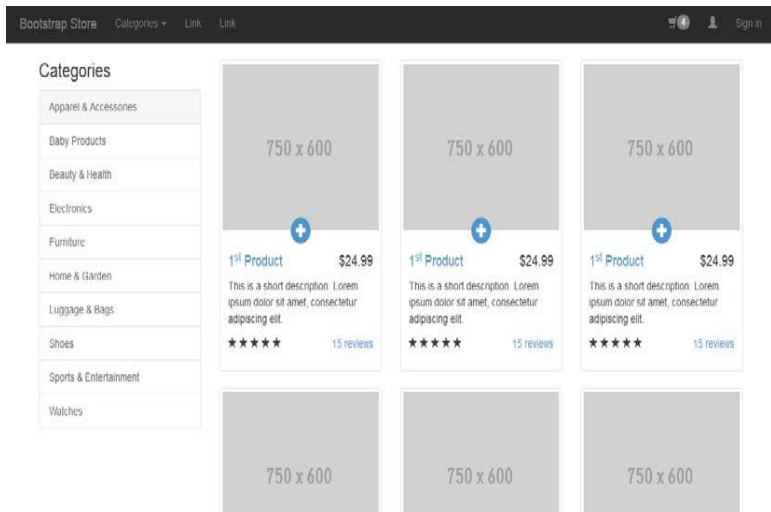 Bootstrap Store Categories Link Link 4 Sign in
Categories
Apparel & Accessories
Baby Products
Beauty & Health
Electronics
Furniture
Home & Garden
Luggage & Bags
Shoes
Sports & Entertainment
Watches
750 x 600
1st Product $24.99
This is a short description. Lorem
ipsum dolor sit amet, consectetur
adipiscing elit.
15 reviews
750 x 600
1st Product $24.99
This is a short description. Lorem
ipsum dolor sit amet, consectetur
adipiscing elit.
15 reviews
750 x 600
1st Product $24.99
This is a short description. Lorem
ipsum dolor sit amet, consectetur
adipiscing elit.
15 reviews
750 x 600
750 x 600
750 x 600